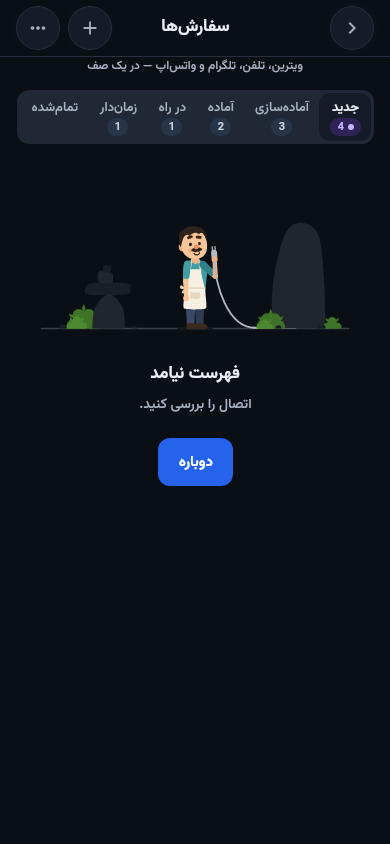 سفارش‌ها
ویترین، تلفن، تلگرام و واتس‌اپ — در یک صف
جدید آماده‌سازی آماده در راه زمان‌دار تمام‌شده
4 3 2 1 1
فهرست نیامد
اتصال را بررسی کنید.
دوباره